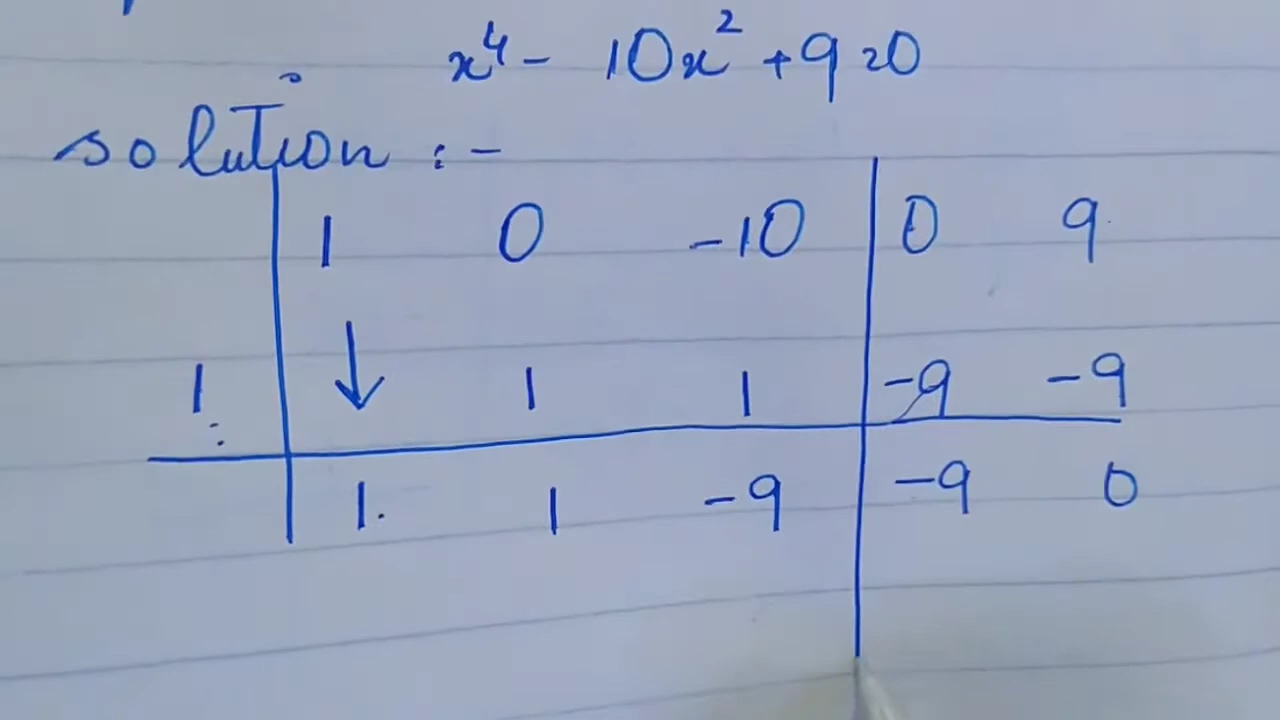 x⁴ - 10x² + 9 = 0
solution :-
1 0 -10 0 9
1 1 1 -9 -9
1. 1 -9 -9 0